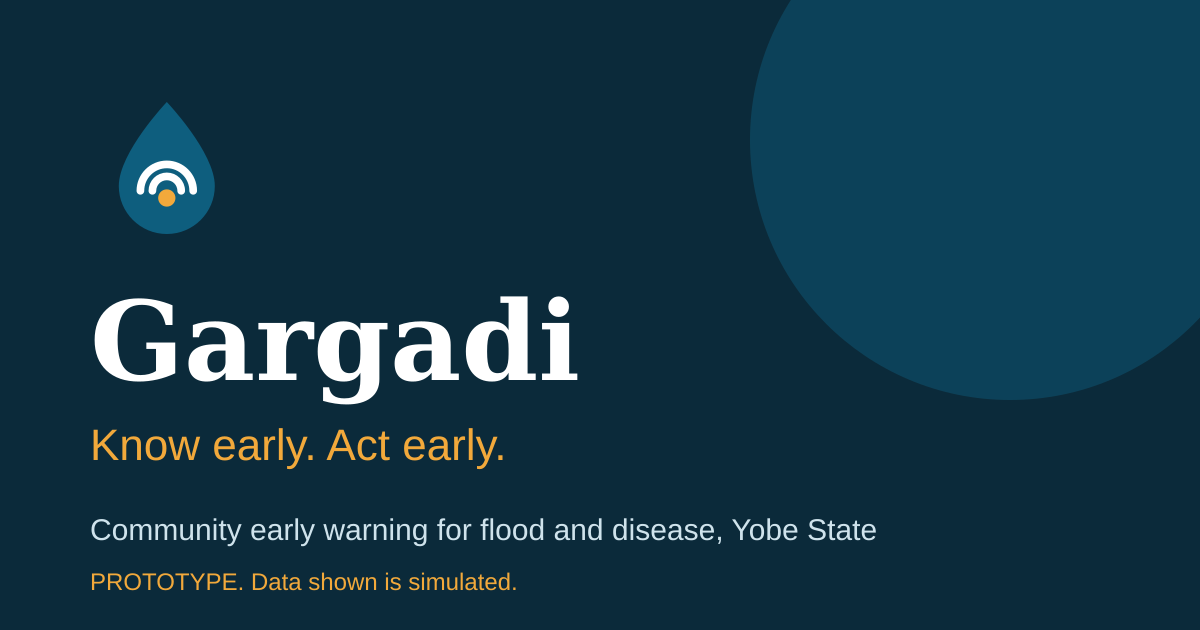 Gargadi
Know early. Act early.
Community early warning for flood and disease, Yobe State
PROTOTYPE. Data shown is simulated.